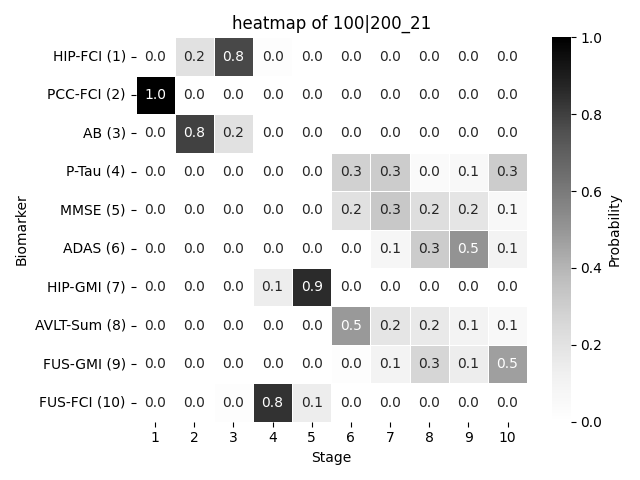 heatmap of 100|200_21
HIP-FCI (1) 0.0 0.2 0.8 0.0 0.0 0.0 0.0 0.0 0.0 0.0
PCC-FCI (2) 1.0 0.0 0.0 0.0 0.0 0.0 0.0 0.0 0.0 0.0
AB (3) 0.0 0.8 0.2 0.0 0.0 0.0 0.0 0.0 0.0 0.0
P-Tau (4) 0.0 0.0 0.0 0.0 0.0 0.3 0.3 0.0 0.1 0.3
MMSE (5) 0.0 0.0 0.0 0.0 0.0 0.2 0.3 0.2 0.2 0.1
ADAS (6) 0.0 0.0 0.0 0.0 0.0 0.0 0.1 0.3 0.5 0.1
HIP-GMI (7) 0.0 0.0 0.0 0.1 0.9 0.0 0.0 0.0 0.0 0.0
AVLT-Sum (8) 0.0 0.0 0.0 0.0 0.0 0.5 0.2 0.2 0.1 0.1
FUS-GMI (9) 0.0 0.0 0.0 0.0 0.0 0.0 0.1 0.3 0.1 0.5
FUS-FCI (10) 0.0 0.0 0.0 0.8 0.1 0.0 0.0 0.0 0.0 0.0
1 2 3 4 5 6 7 8 9 10
Stage
Biomarker
1.0
0.8
0.6
0.4
0.2
0.0
Probability